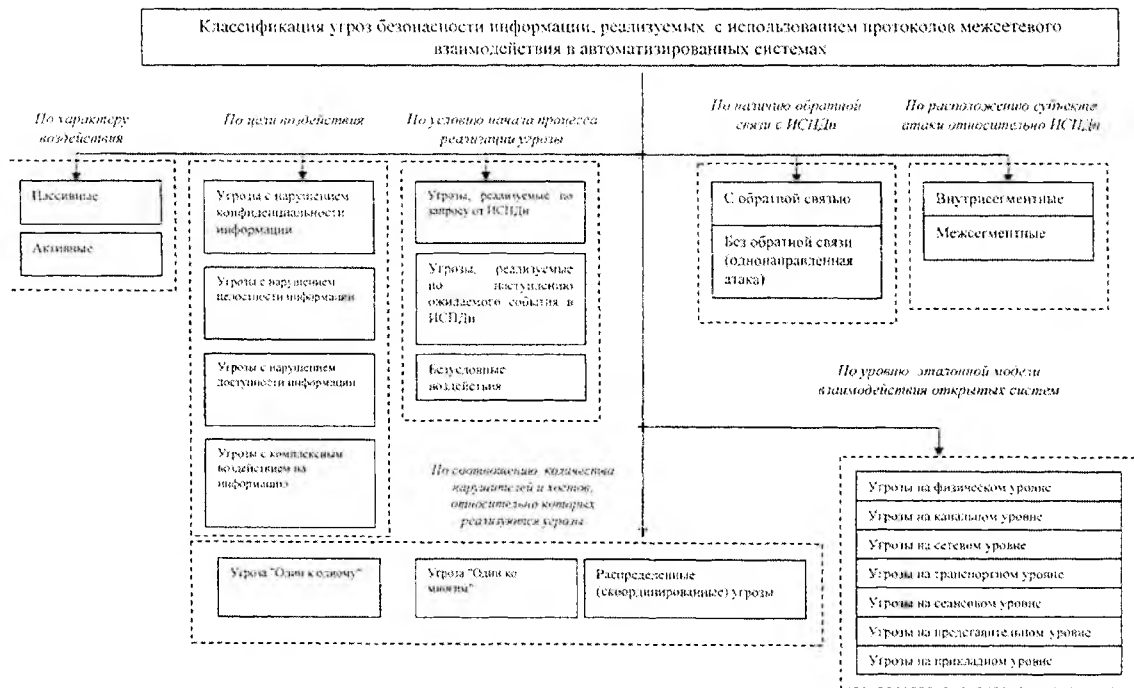 Классификация угроз безопасности информации, реализуемых с использованием протоколов межсетевого
взаимодействия в автоматизированных системах
По характеру
воздействия
Пассивные
Активные
По цели воздействия
Угрозы с нарушением
конфиденциальности
информации
Угрозы с нарушением
целостности информации
Угрозы с нарушением
доступности информации
Угрозы с комплексным
воздействием на
информацию
По условию начала процесса
реализации угрозы
Угрозы, реализуемые по
запросу от ИСПДн
Угрозы, реализуемые
по наступлению
ожидаемого события в
ИСПДн
Безусловные
воздействия
По наличию обратной
связи с ИСПДн
С обратной связью
Без обратной связи
(однонаправленная
атака)
По расположению субъекта
атаки относительно ИСПДн
Внутрисегментные
Межсегментные
По соотношению количества
нарушителей и хостов,
относительно которых
реализуются угрозы
Угроза "Один к одному"
Угроза "Один ко
многим"
Распределенные
(скоординированные) угрозы
По уровню эталонной модели
взаимодействия открытых систем
Угрозы на физическом уровне
Угрозы на канальном уровне
Угрозы на сетевом уровне
Угрозы на транспортном уровне
Угрозы на сеансовом уровне
Угрозы на представительном уровне
Угрозы на прикладном уровне